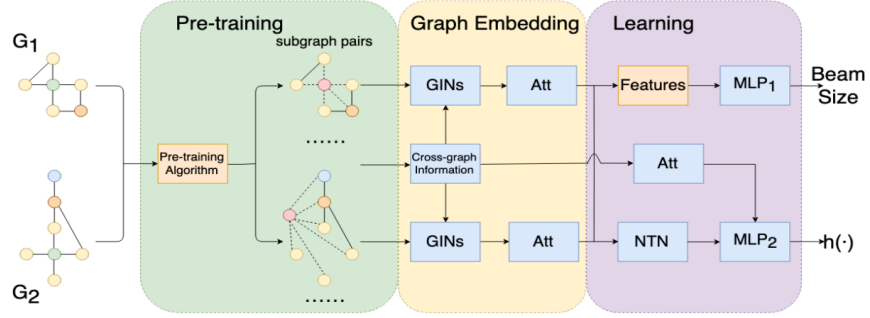 Pre-training
Graph Embedding
Learning
G1
subgraph pairs
GINs
Att
Features
MLP1
Beam
Size
Pre-training
Algorithm
......
Cross-graph
Information
Att
GINs
Att
NTN
MLP2
h(·)
G2
......